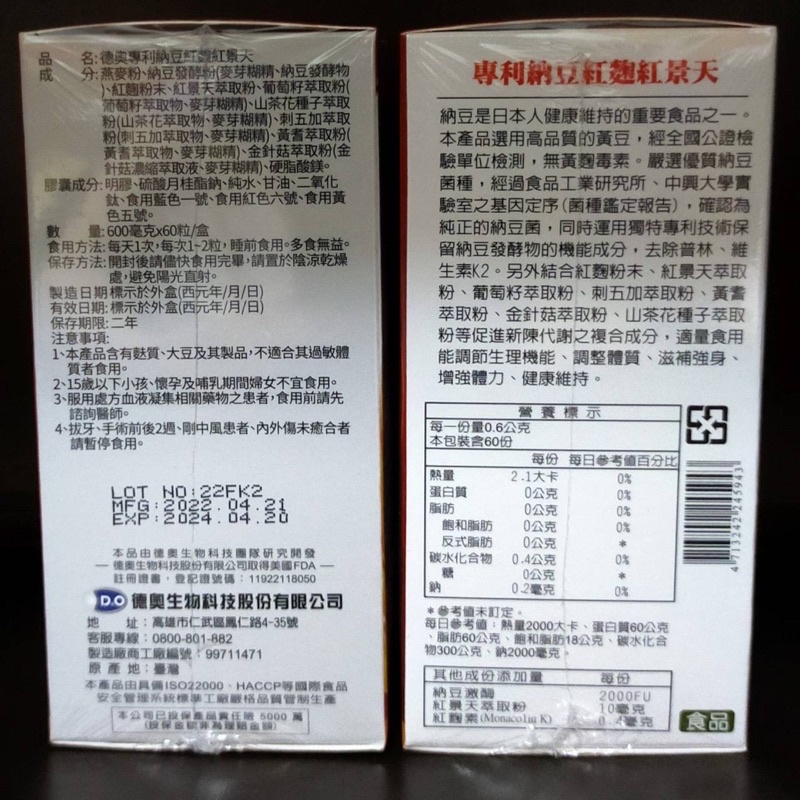 品　　名:德奧專利納豆紅麴紅景天
成　　分:燕麥粉、納豆發酵粉(麥芽糊精、納豆發酵物
)、紅麴粉末、紅景天萃取粉、葡萄籽萃取粉
(葡萄籽萃取物、麥芽糊精)、山茶花種子萃取
粉(山茶花萃取物、麥芽糊精)、刺五加萃取
粉(刺五加萃取物、麥芽糊精)、黃耆萃取粉(
黃耆萃取物、麥芽糊精)、金針菇萃取粉(金
針菇濃縮萃取液、麥芽糊精)、硬脂酸鎂。
膠囊成分:明膠、硫酸月桂酯鈉、純水、甘油、二氧化
鈦、食用藍色一號、食用紅色六號、食用黃
色五號。
數　　量:600毫克x60粒/盒
食用方法:每天1次,每次1~2粒,睡前食用。多食無益。
保存方法:開封後請儘快食用完畢,請置於陰涼乾燥
處,避免陽光直射。
製造日期:標示於外盒(西元年/月/日)
有效日期:標示於外盒(西元年/月/日)
保存期限:二年
注意事項:
1、本產品含有麩質、大豆及其製品,不適合其過敏體
質者食用。
2、15歲以下小孩、懷孕及哺乳期間婦女不宜食用。
3、服用處方血液凝集相關藥物之患者,食用前請先
諮詢醫師。
4、拔牙、手術前後2週、剛中風患者、內外傷未癒合者
請暫停食用。
LOT NO:22FK2
MFG:2022.04.21
EXP:2024.04.20
本品由德奧生物科技團隊研究開發
德奧生物科技股份有限公司取得美國FDA
註冊證書，登記證號碼：11922118050
D.O 德奧生物科技股份有限公司
地　　址：高雄市仁武區鳳仁路4-35號
客服專線：0800-801-882
製造廠商工廠編號：99711471
原 產 地：臺灣
本產品由具備ISO22000、HACCP等國際食品
安全管理系統標準工廠嚴格品質管制生產
本公司已投保產品責任險 5000 萬
(投保金額非為理賠金額)
專利納豆紅麴紅景天
納豆是日本人健康維持的重要食品之一。
本產品選用高品質的黃豆，經全國公證檢
驗單位檢測，無黃麴毒素。嚴選優質納豆
菌種，經過食品工業研究所、中興大學實
驗室之基因定序(菌種鑑定報告)，確認為
純正的納豆菌，同時運用獨特專利技術保
留納豆發酵物的機能成分，去除普林、維
生素K2。另外結合紅麴粉末、紅景天萃取
粉、葡萄籽萃取粉、刺五加萃取粉、黃耆
萃取粉、金針菇萃取粉、山茶花種子萃取
粉等促進新陳代謝之複合成分，適量食用
能調節生理機能、調整體質、滋補強身、
增強體力、健康維持。
營養標示
每一份量0.6公克
本包裝含60份
每份 每日參考值百分比
熱量 2.1大卡 0%
蛋白質 0公克 0%
脂肪 0公克 0%
飽和脂肪 0公克 0%
反式脂肪 0公克 *
碳水化合物 0.4公克 0%
糖 0公克 *
鈉 0.2毫克 0%
*參考值未訂定。
每日參考值：熱量2000大卡、蛋白質60公克
、脂肪60公克、飽和脂肪18公克、碳水化合
物300公克、鈉2000毫克。
其他成份添加量 每份
納豆激酶 2000FU
紅景天萃取粉 10毫克
紅麴素(Monacolin K) 0.4毫克
4713242245943
食品